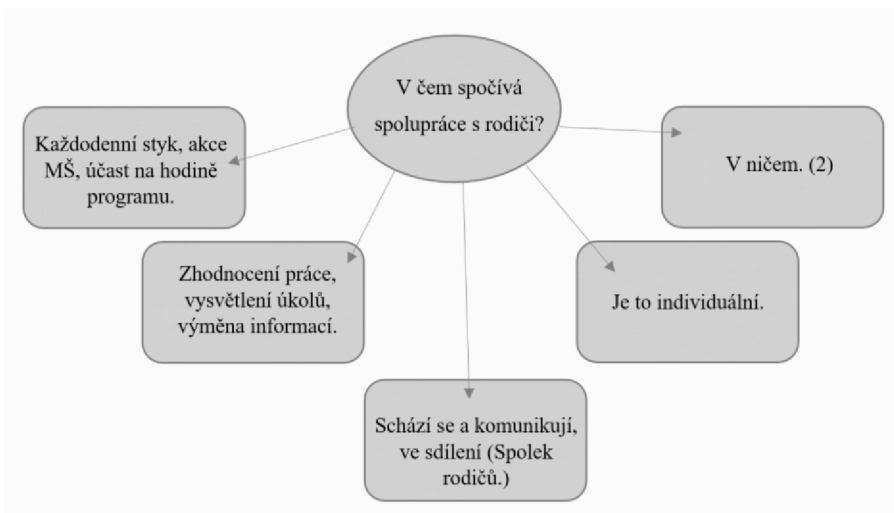 V čem spočívá
spolupráce s rodiči?
Každodenní styk, akce
MŠ, účast na hodině
programu.
V ničem. (2)
Zhodnocení práce,
vysvětlení úkolů,
výměna informací.
Je to individuální.
Schází se a komunikují,
ve sdílení (Spolek
rodičů.)